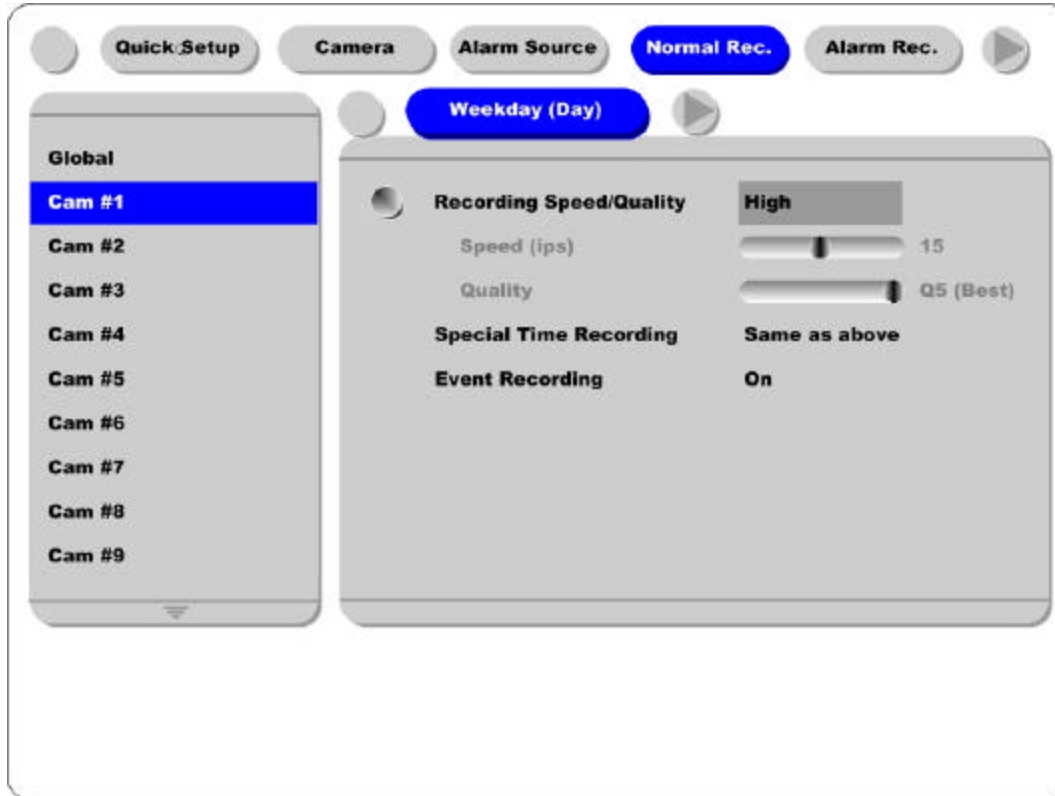 Quick Setup
Camera
Alarm Source
Normal Rec.
Alarm Rec.
Weekday (Day)
Global
Cam #1
Cam #2
Cam #3
Cam #4
Cam #5
Cam #6
Cam #7
Cam #8
Cam #9
Recording Speed/Quality High
Speed (ips) 15
Quality Q5 (Best)
Special Time Recording Same as above
Event Recording On